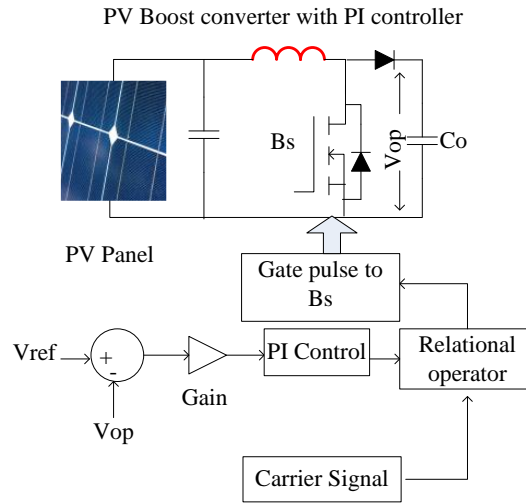 PV Boost converter with PI controller
Bs
Vop
Co
PV Panel
Gate pulse to
Bs
Vref
+
-
Vop
Gain
PI Control
Relational
operator
Carrier Signal